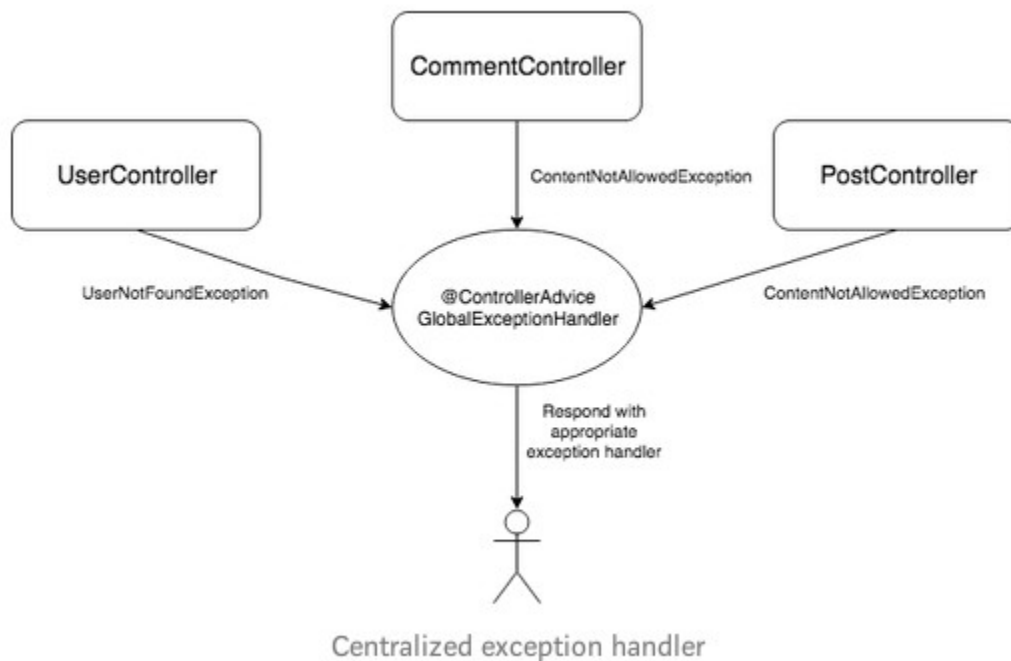 CommentController
UserController
PostController
ContentNotAllowedException
UserNotFoundException
ContentNotAllowedException
@ControllerAdvice
GlobalExceptionHandler
Respond with
appropriate
exception handler
Centralized exception handler